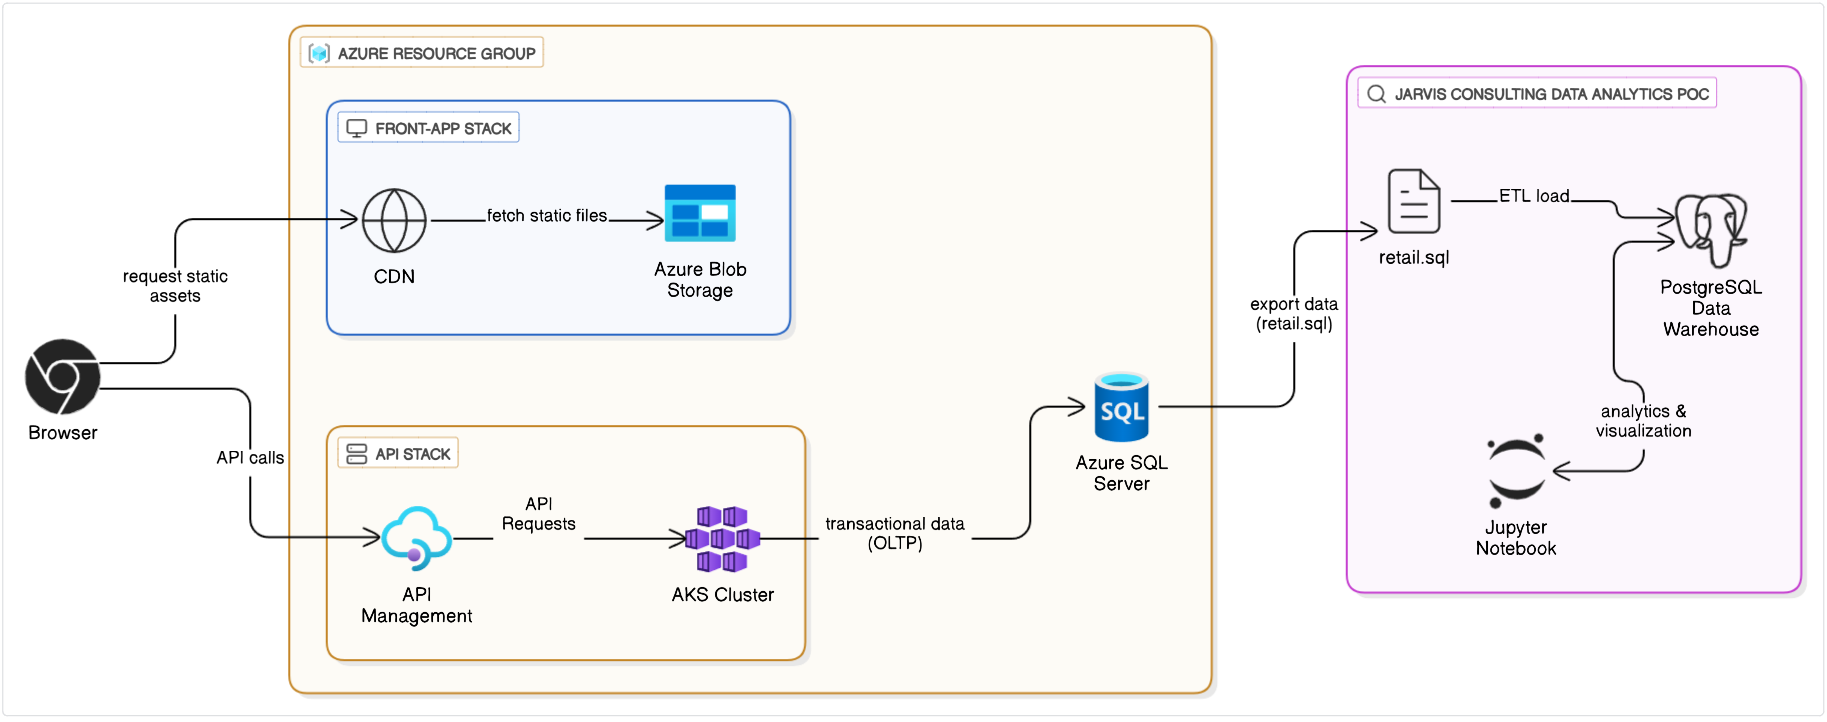 AZURE RESOURCE GROUP
FRONT-APP STACK
CDN
fetch static files
Azure Blob
Storage
request static
assets
Browser
API calls
API STACK
API
Management
API
Requests
AKS Cluster
transactional data
(OLTP)
SQL
Azure SQL
Server
export data
(retail.sql)
JARVIS CONSULTING DATA ANALYTICS POC
retail.sql
ETL load
PostgreSQL
Data
Warehouse
analytics &
visualization
Jupyter
Notebook